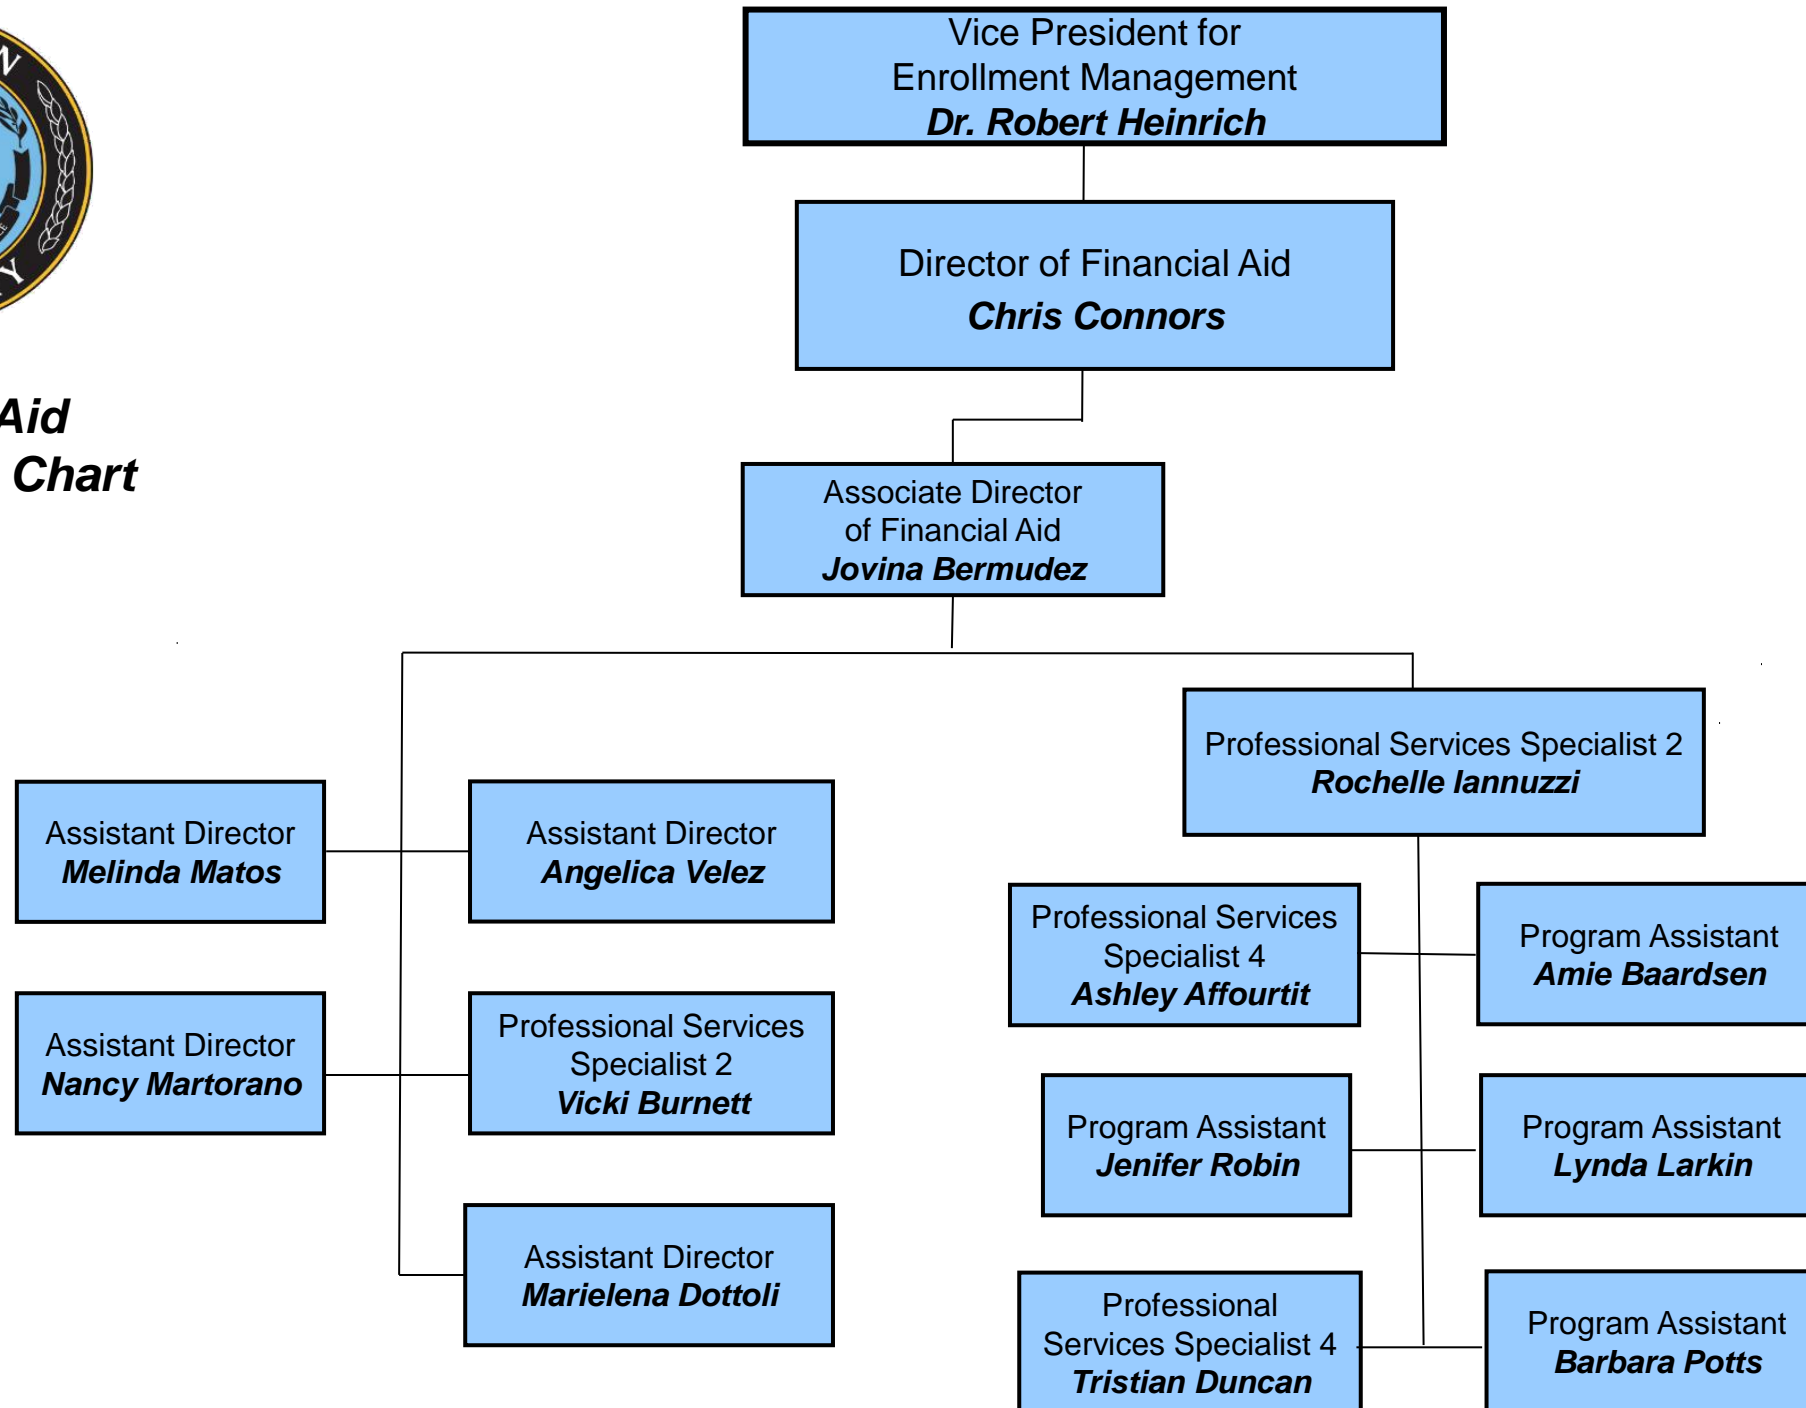 Vice President for
Enrollment Management
Dr. Robert Heinrich
Director of Financial Aid
Chris Connors
Aid
Chart
Associate Director
of Financial Aid
Jovina Bermudez
Professional Services Specialist 2
Rochelle Iannuzzi
Assistant Director
Melinda Matos
Assistant Director
Angelica Velez
Professional Services
Specialist 4
Ashley Affourtit
Program Assistant
Amie Baardsen
Assistant Director
Nancy Martorano
Professional Services
Specialist 2
Vicki Burnett
Program Assistant
Jenifer Robin
Program Assistant
Lynda Larkin
Assistant Director
Marielena Dottoli
Professional
Services Specialist 4
Tristian Duncan
Program Assistant
Barbara Potts